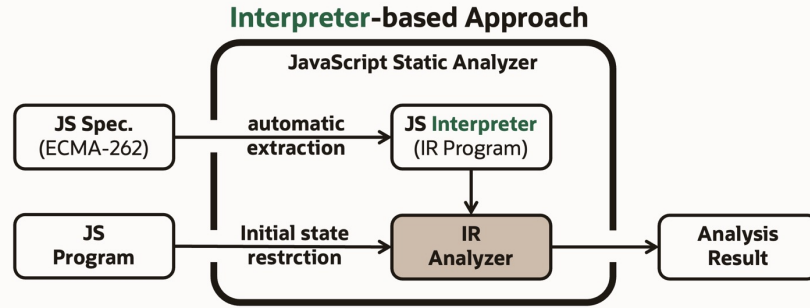 Interpreter-based Approach
JavaScript Static Analyzer
JS Spec.
(ECMA-262)
automatic
extraction
JS Interpreter
(IR Program)
JS
Program
Initial state
restrction
IR
Analyzer
Analysis
Result